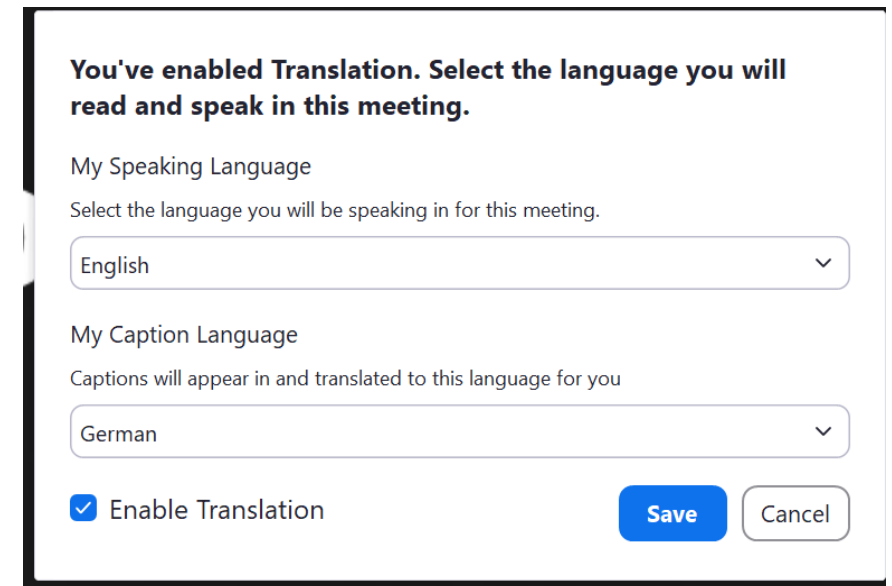 You've enabled Translation. Select the language you will
read and speak in this meeting.
My Speaking Language
Select the language you will be speaking in for this meeting.
English
My Caption Language
Captions will appear in and translated to this language for you
German
Enable Translation
Save
Cancel